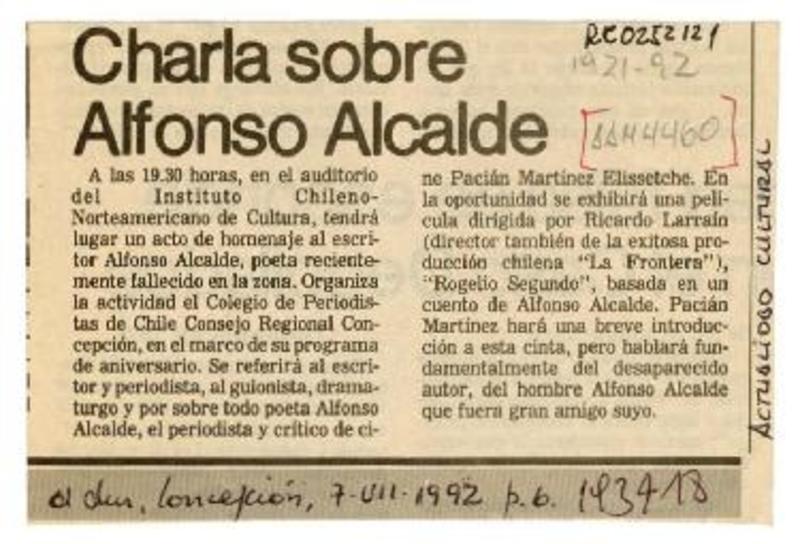 Charla sobre
Alfonso Alcalde
RC0252121
1921-92
[AA44460]
A las 19.30 horas, en el auditorio
del Instituto Chileno-
Norteamericano de Cultura, tendrá
lugar un acto de homenaje al escri-
tor Alfonso Alcalde, poeta reciente-
mente fallecido en la zona. Organiza
la actividad el Colegio de Periodis-
tas de Chile Consejo Regional Con-
cepción, en el marco de su programa
de aniversario. Se referirá al escri-
tor y periodista, al guionista, drama-
turgo y por sobre todo poeta Alfonso
Alcalde, el periodista y crítico de ci-
ne Pacián Martínez Elissetche. En
la oportunidad se exhibirá una pelí-
cula dirigida por Ricardo Larraín
(director también de la exitosa pro-
ducción chilena “La Frontera”),
“Rogelio Segundo”, basada en un
cuento de Alfonso Alcalde. Pacián
Martínez hará una breve introduc-
ción a esta cinta, pero hablará fun-
damentalmente del desaparecido
autor, del hombre Alfonso Alcalde
que fuera gran amigo suyo.
CULTURAL
Concepción, 7-VII-1992 p. 6. 193418